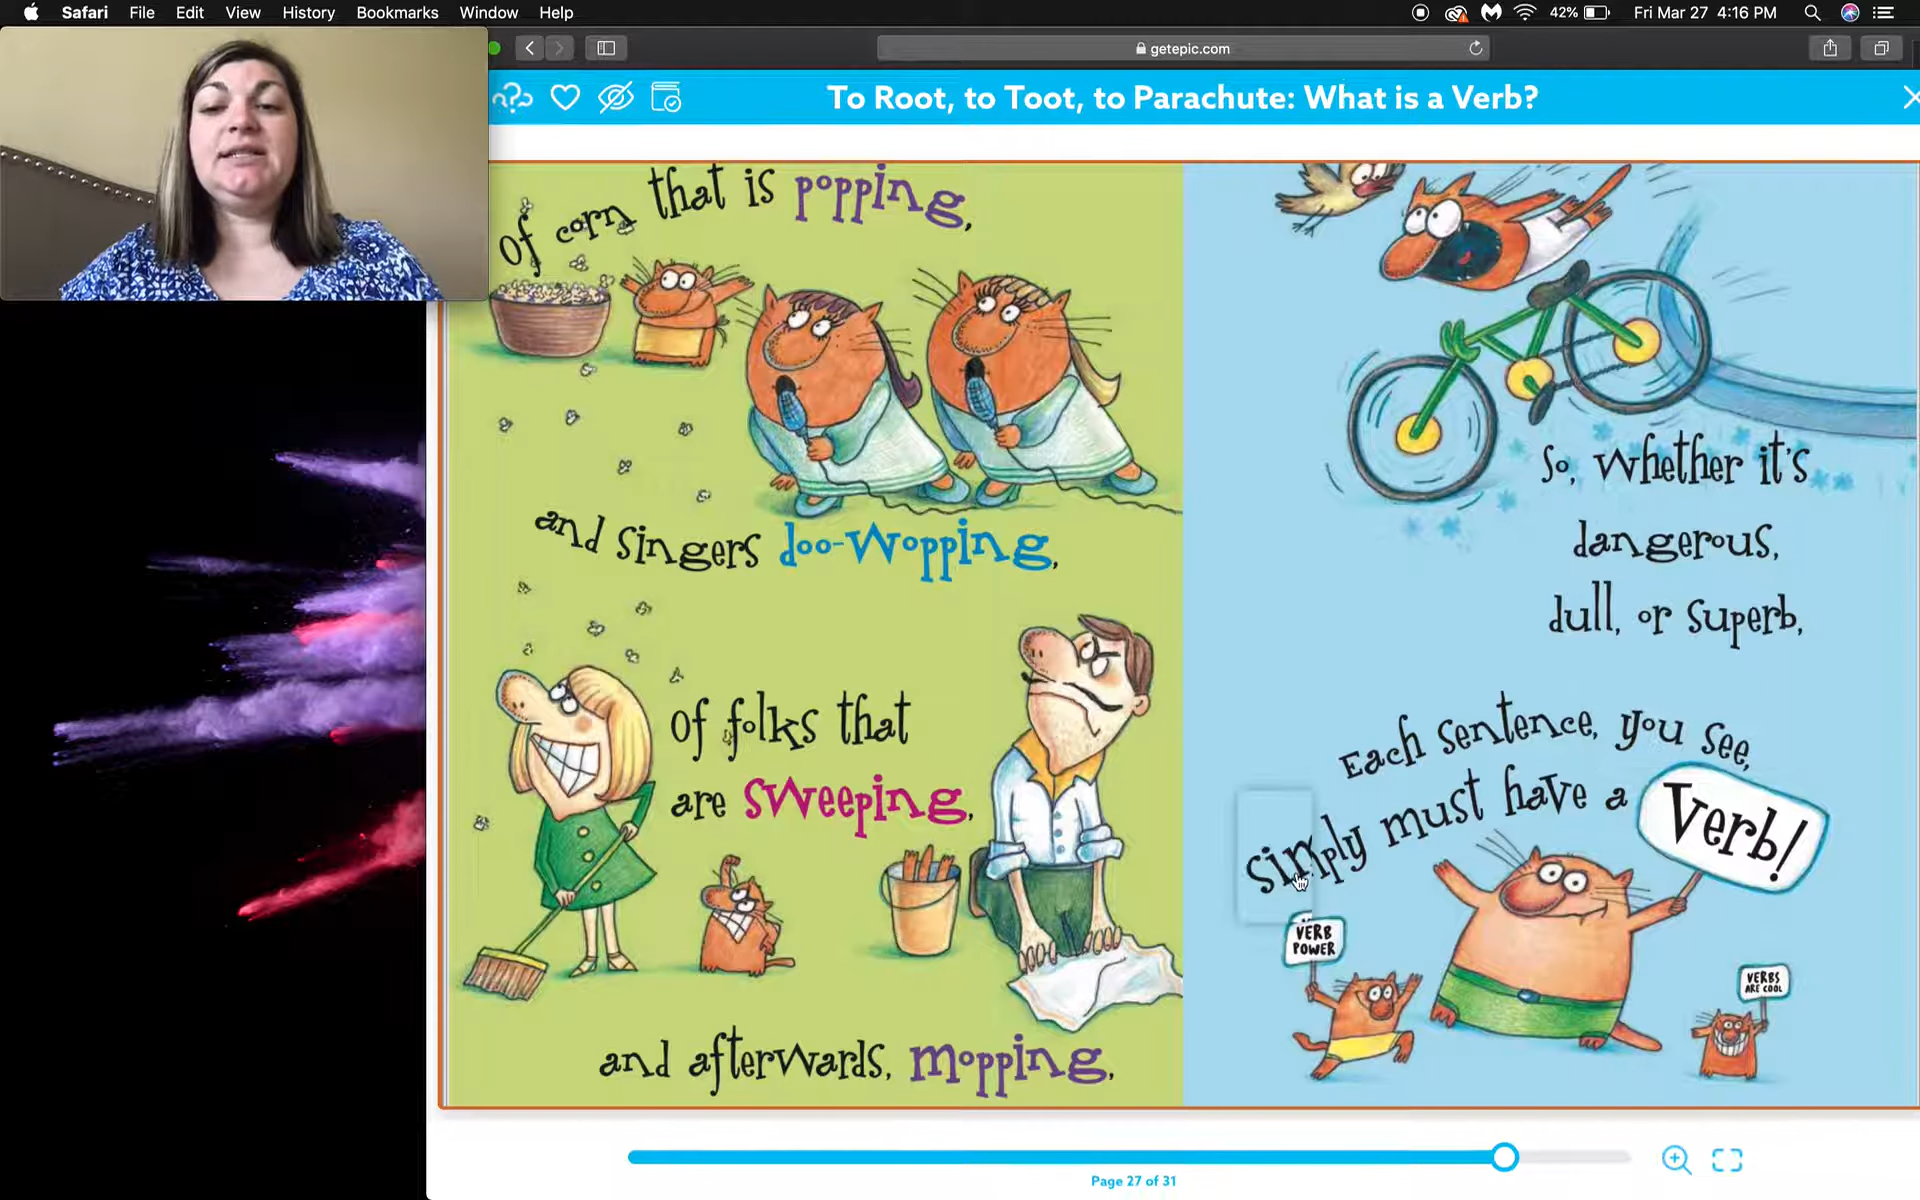 Safari File Edit View History Bookmarks Window Help 42% Fri Mar 27 4:16 PM
getepic.com
To Root, to Toot, to Parachute: What is a Verb?
of corn that is popping,
and singers doo-wopping,
of folks that
are sweeping,
and afterwards, mopping,
So, whether it's
dangerous,
dull, or superb,
Each sentence, you see,
simply must have a Verb!
VERB
POWER
VERBS
ARE COOL
Page 27 of 31